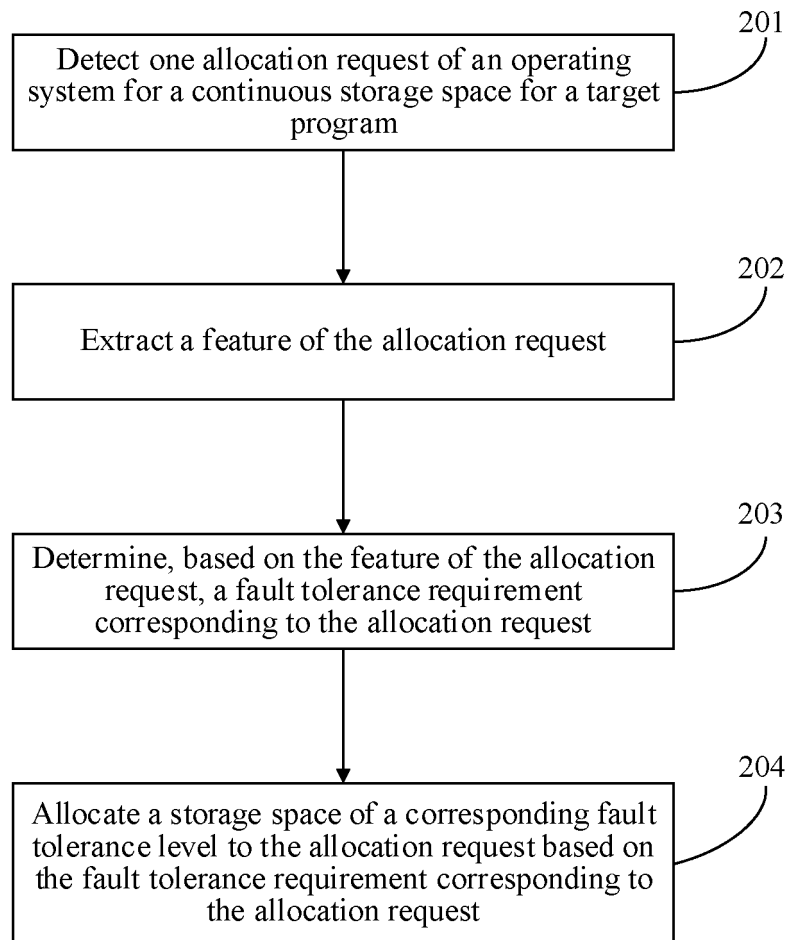 201
Detect one allocation request of an operating
system for a continuous storage space for a target
program
202
Extract a feature of the allocation request
203
Determine, based on the feature of the allocation
request, a fault tolerance requirement
corresponding to the allocation request
204
Allocate a storage space of a corresponding fault
tolerance level to the allocation request based on
the fault tolerance requirement corresponding to
the allocation request